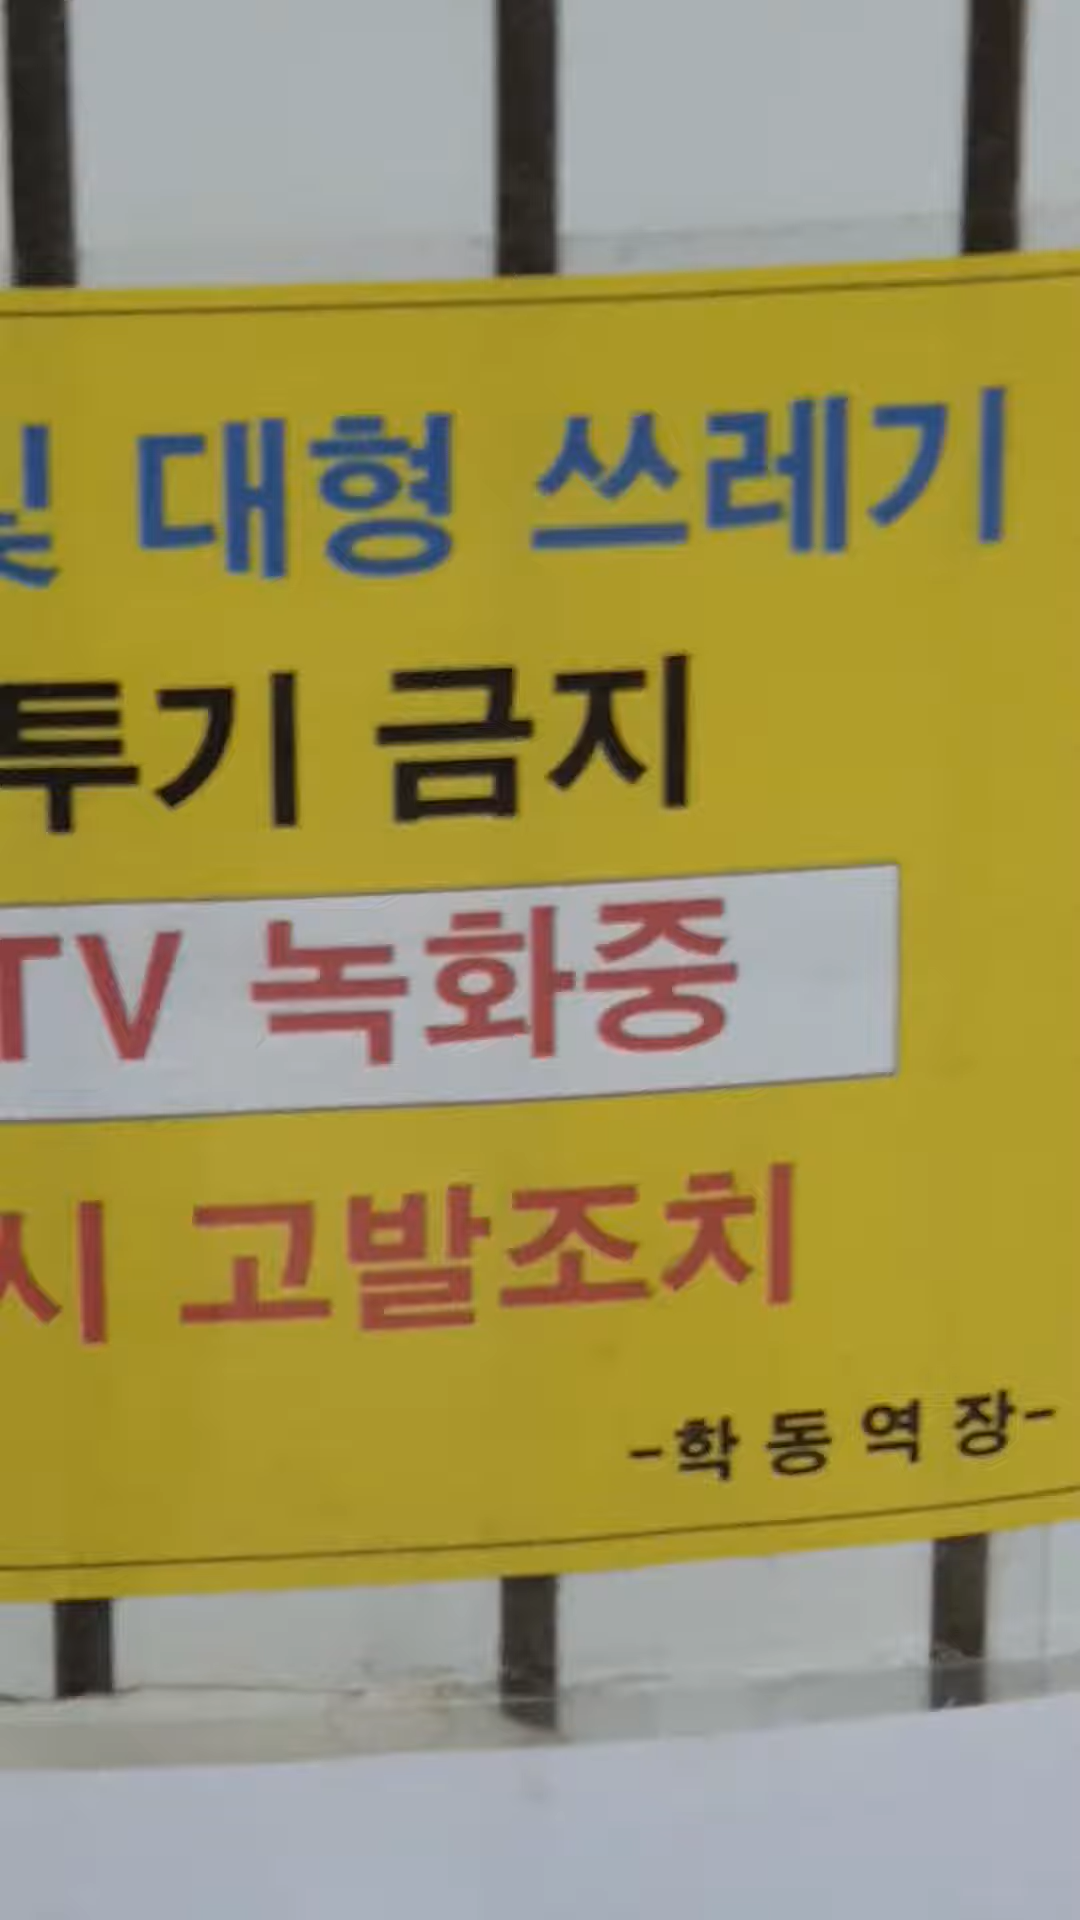 및 대형 쓰레기
투기 금지
TV 녹화중
시 고발조치
-학 동 역 장-